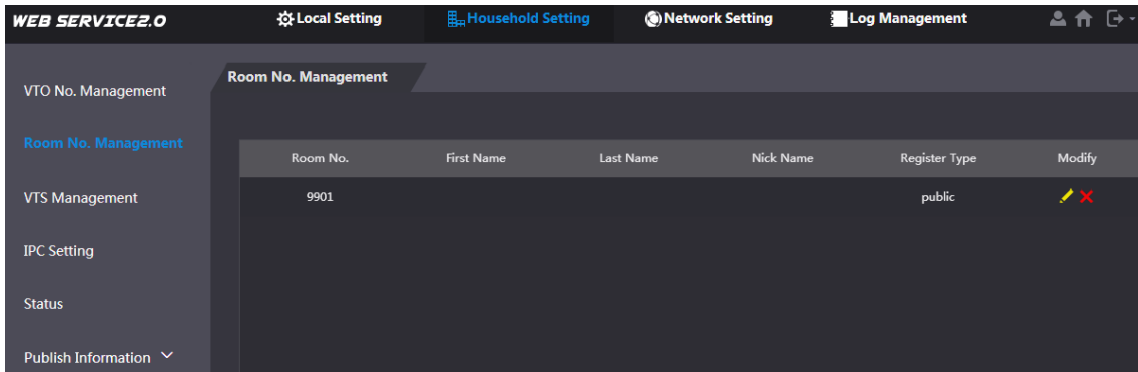 WEB SERVICE2.0 Local Setting Household Setting Network Setting Log Management
VTO No. Management
Room No. Management
VTS Management
IPC Setting
Status
Publish Information
Room No. Management
Room No. First Name Last Name Nick Name Register Type Modify
9901 public